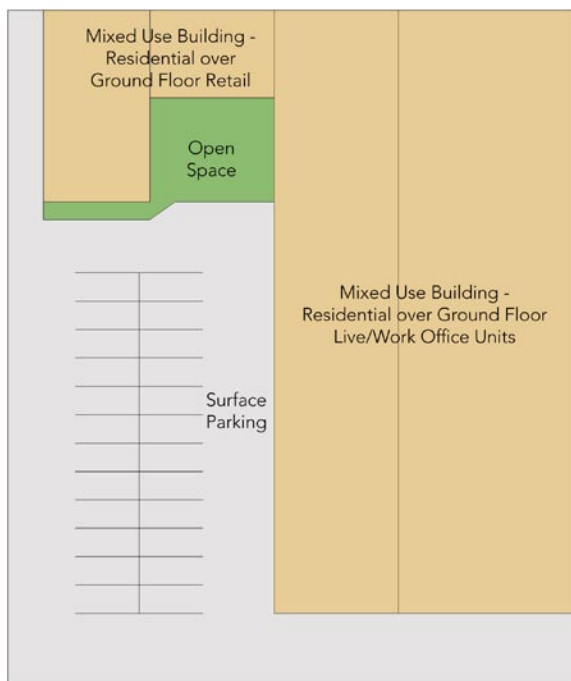 Mixed Use Building -
Residential over
Ground Floor Retail
Open
Space
Mixed Use Building -
Residential over Ground Floor
Live/Work Office Units
Surface
Parking